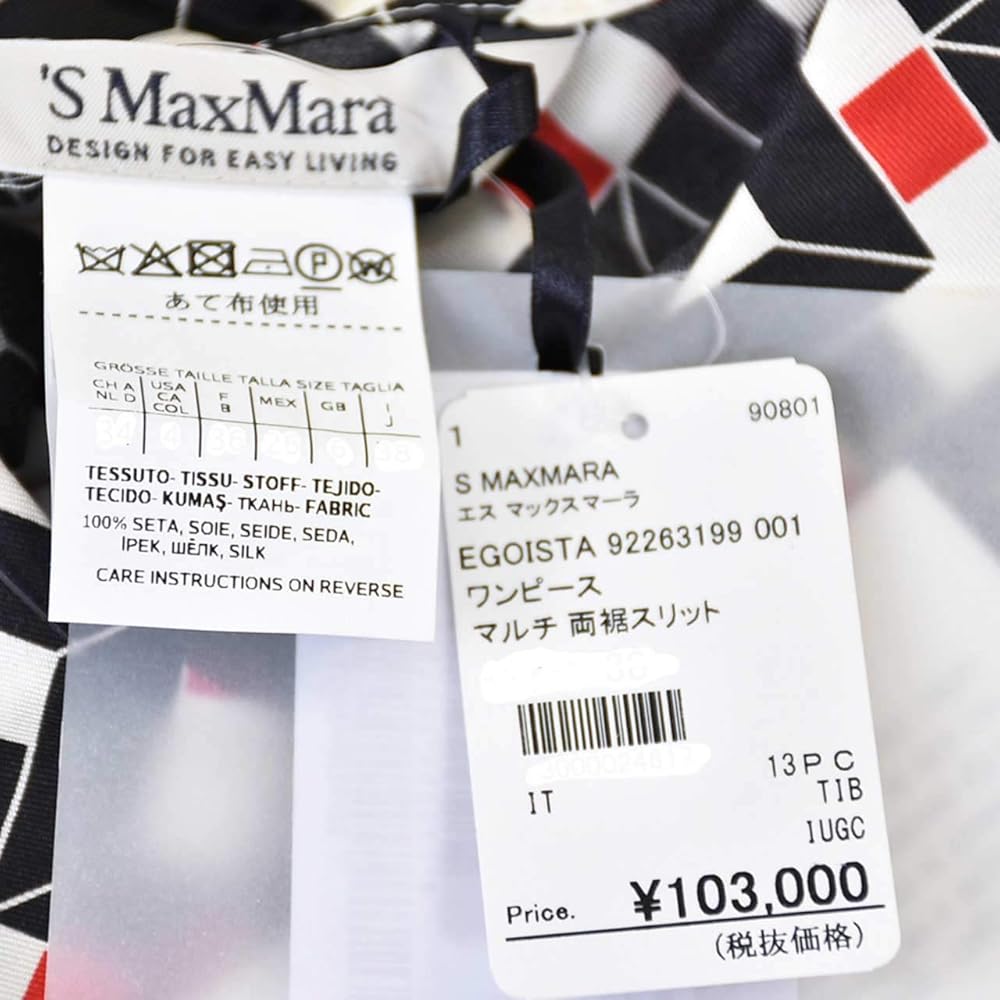 'S MaxMara
DESIGN FOR EASY LIVING
あて布使用
GRÖSSE TAILLE TALLA SIZE TAGLIA
CH A USA F MEX GB I
NL D CA B J
COL
TESSUTO- TISSU- STOFF- TEJIDO-
TECIDO- KUMAŞ- ТКАНЬ- FABRIC
100% SETA, SOIE, SEIDE, SEDA,
İPEK, ШЁЛК, SILK
CARE INSTRUCTIONS ON REVERSE
1 90801
S MAXMARA
エス マックスマーラ
EGOISTA 92263199 001
ワンピース
マルチ 両裾スリット
13PC
IT TIB
IUGC
Price. ¥103,000
(税抜価格)